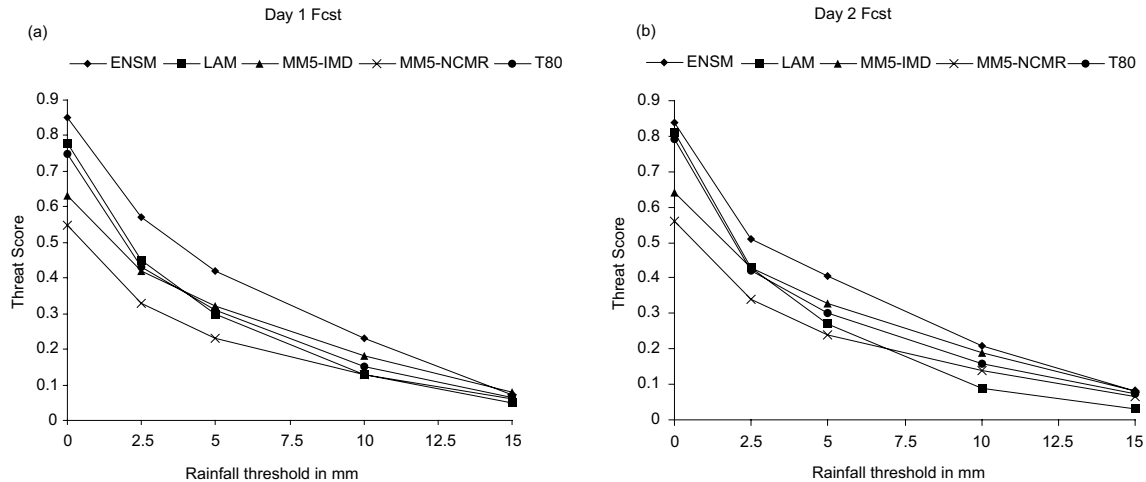 Day 1 Fcst
(a)
ENSM LAM MM5-IMD MM5-NCMR T80
0.9
0.8
0.7
0.6
0.5
0.4
0.3
0.2
0.1
0
Threat Score
0 2.5 5 7.5 10 12.5 15
Rainfall threshold in mm
Day 2 Fcst
(b)
ENSM LAM MM5-IMD MM5-NCMR T80
0.9
0.8
0.7
0.6
0.5
0.4
0.3
0.2
0.1
0
Threat Score
0 2.5 5 7.5 10 12.5 15
Rainfall threshold in mm